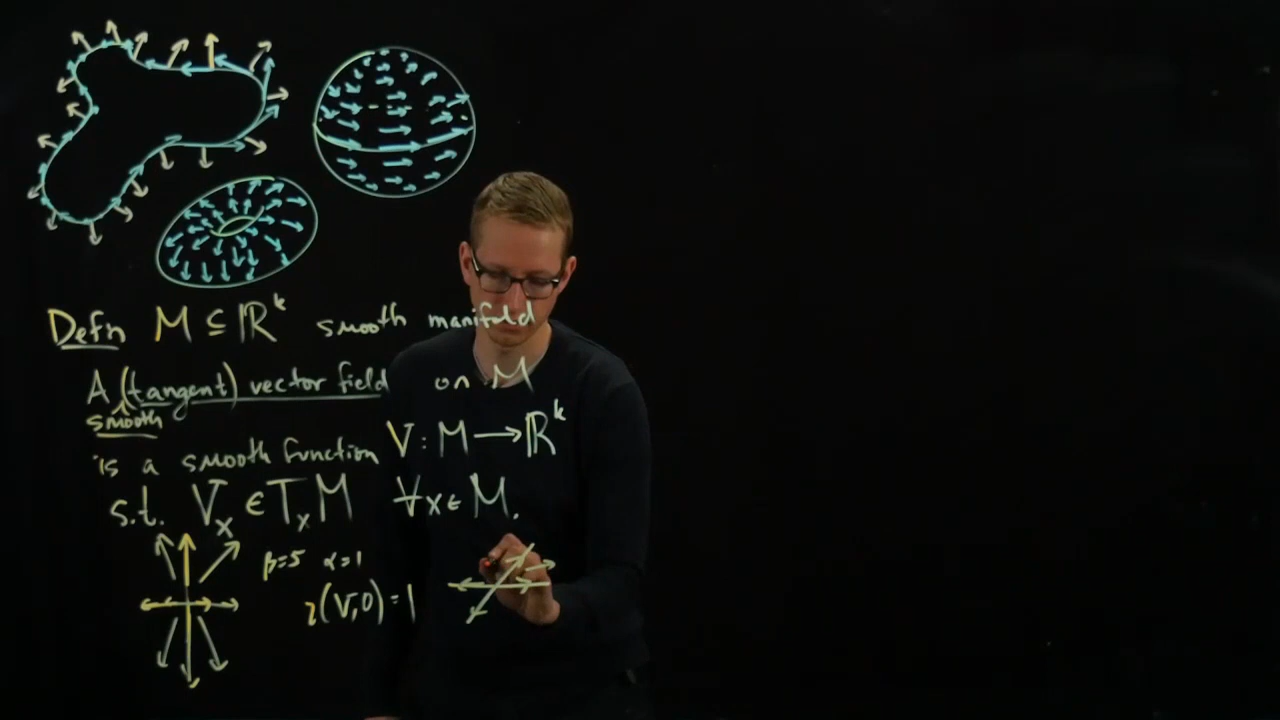 Defn M ⊆ ℝᵏ smooth manifold
A (tangent) vector field on M
smooth
is a smooth function V : M ⟶ ℝᵏ
s.t. Vₓ ∈ TₓM ∀x ∈ M.
β=5 α=1
2(V,0)=1